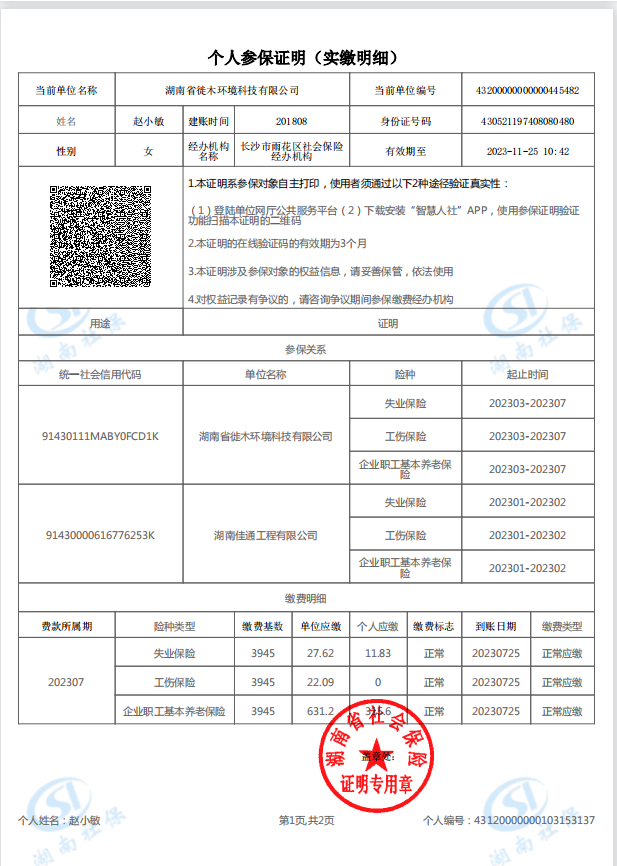 个人参保证明（实缴明细）
当前单位名称 湖南省徙木环境科技有限公司 当前单位编号 43200000000000445482
姓名 赵小敏 建账时间 201808 身份证号码 430521197408080480
性别 女 经办机构名称 长沙市雨花区社会保险经办机构 有效期至 2023-11-25 10:42
1.本证明系参保对象自主打印，使用者须通过以下2种途径验证真实性：
（1）登陆单位网厅公共服务平台（2）下载安装“智慧人社”APP，使用参保证明验证
功能扫描本证明的二维码
2.本证明的在线验证码的有效期为3个月
3.本证明涉及参保对象的权益信息，请妥善保管，依法使用
4.对权益记录有争议的，请咨询争议期间参保缴费经办机构
用途 证明
参保关系
统一社会信用代码 单位名称 险种 起止时间
91430111MABY0FCD1K 湖南省徙木环境科技有限公司 失业保险 202303-202307
工伤保险 202303-202307
企业职工基本养老保险 202303-202307
91430000616776253K 湖南佳通工程有限公司 失业保险 202301-202302
工伤保险 202301-202302
企业职工基本养老保险 202301-202302
缴费明细
费款所属期 险种类型 缴费基数 单位应缴 个人应缴 缴费标志 到账日期 缴费类型
202307 失业保险 3945 27.62 11.83 正常 20230725 正常应缴
工伤保险 3945 22.09 0 正常 20230725 正常应缴
企业职工基本养老保险 3945 631.2 315.6 正常 20230725 正常应缴
盖章处：
湖南省社会保险
证明专用章
个人姓名：赵小敏 第1页,共2页 个人编号：43120000000103153137
湖南社保
湖南社保
湖南社保
湖南社保